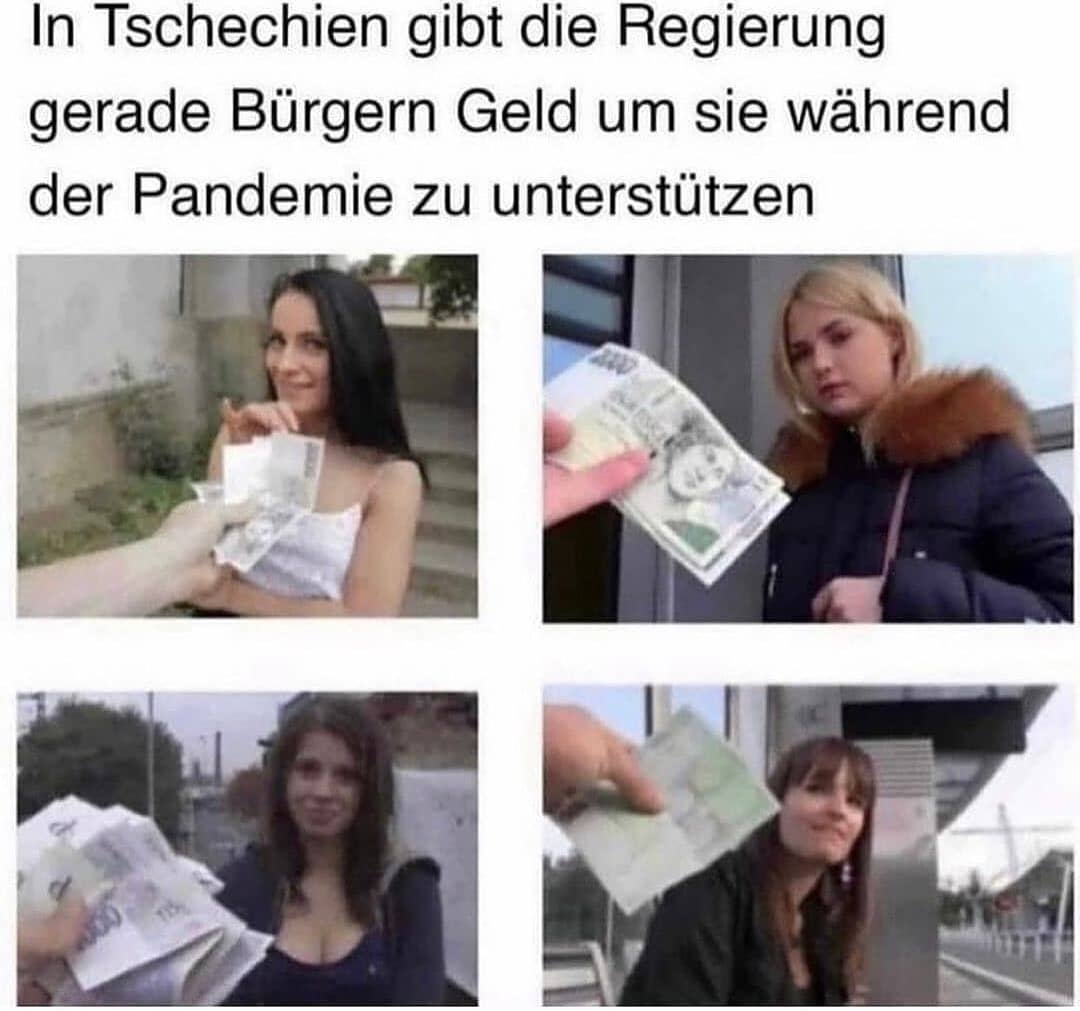 In Tschechien gibt die Regierung
gerade Bürgern Geld um sie während
der Pandemie zu unterstützen